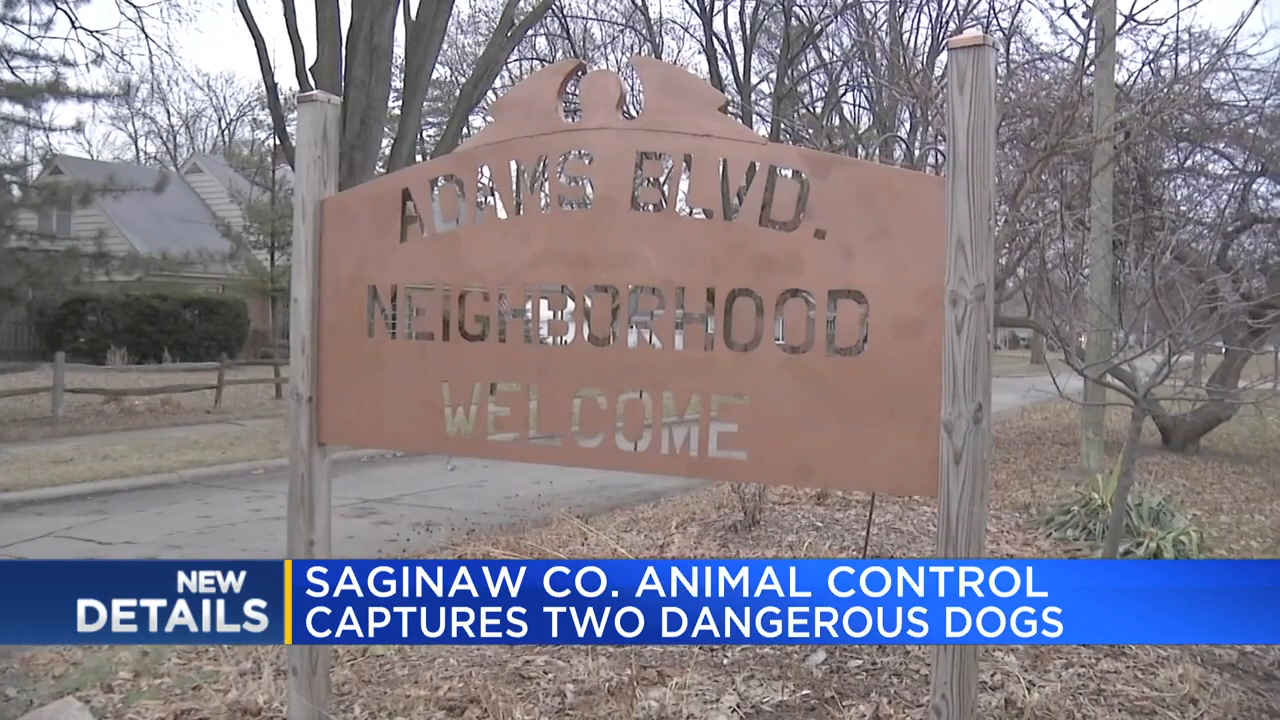 ADAMS BLVD.
NEIGHBORHOOD
WELCOME
NEW
DETAILS
SAGINAW CO. ANIMAL CONTROL
CAPTURES TWO DANGEROUS DOGS